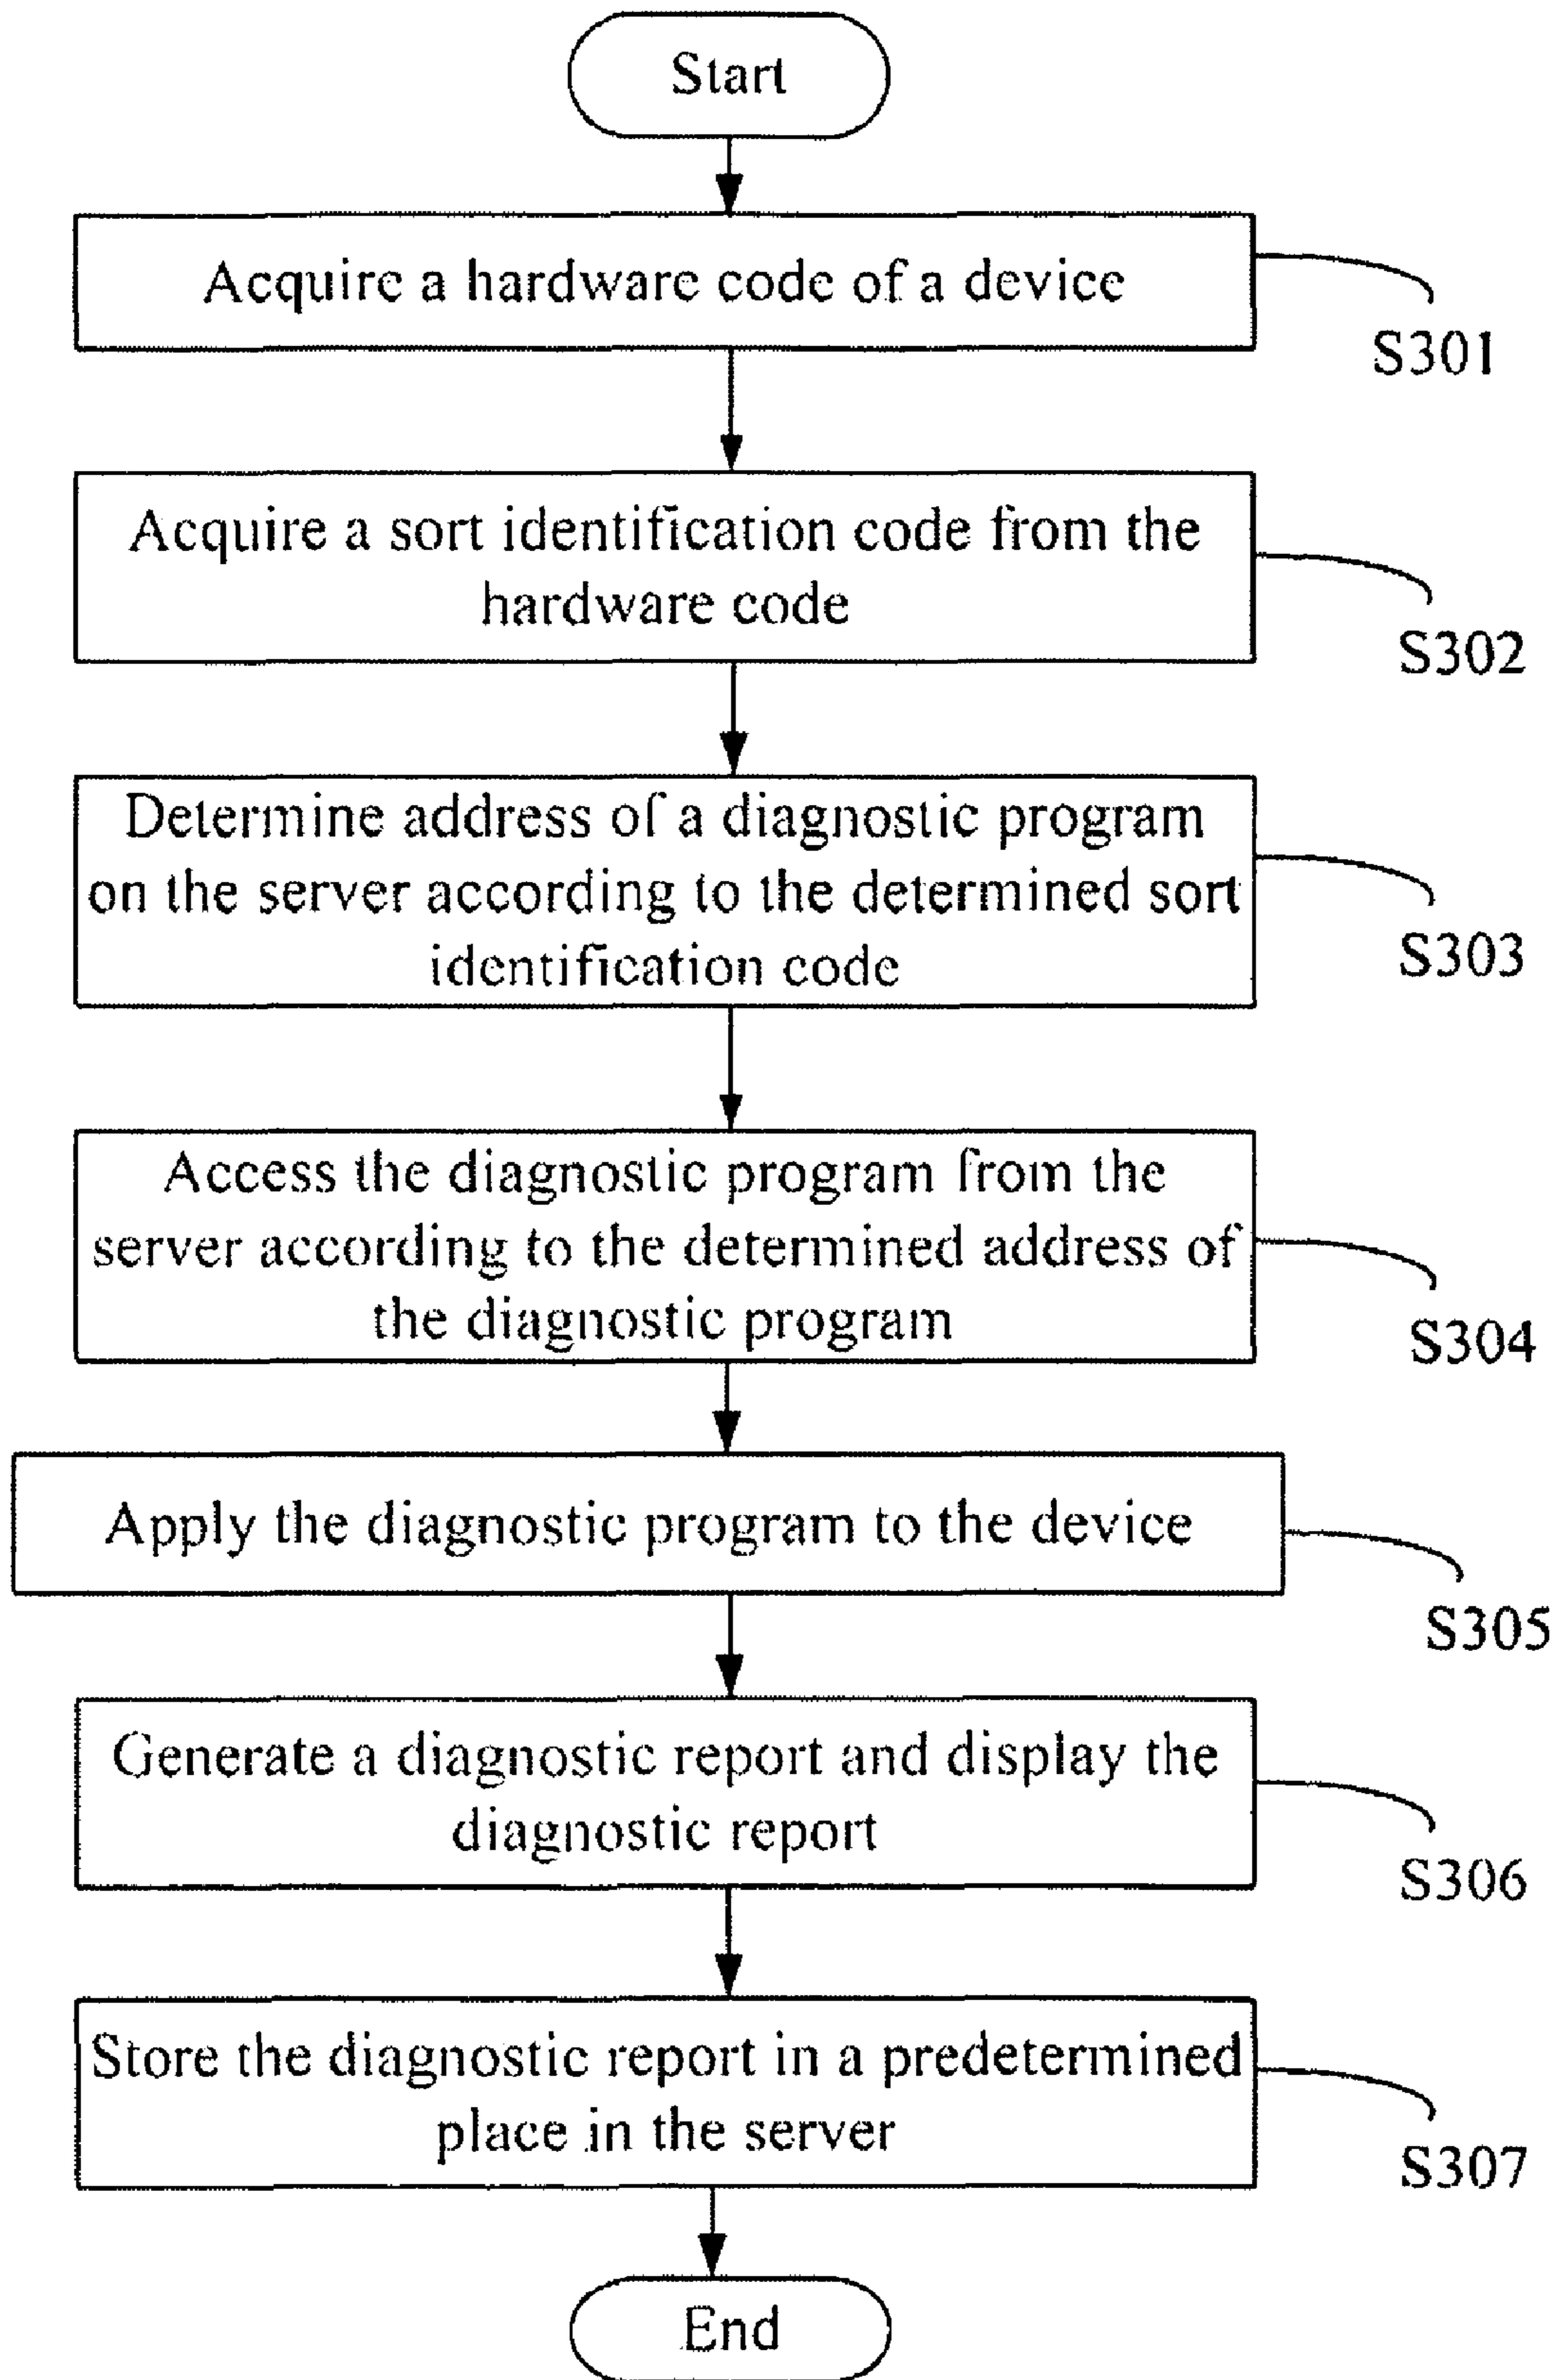 Start
Acquire a hardware code of a device
S301
Acquire a sort identification code from the
hardware code
S302
Determine address of a diagnostic program
on the server according to the determined sort
identification code
S303
Access the diagnostic program from the
server according to the determined address of
the diagnostic program
S304
Apply the diagnostic program to the device
S305
Generate a diagnostic report and display the
diagnostic report
S306
Store the diagnostic report in a predetermined
place in the server
S307
End